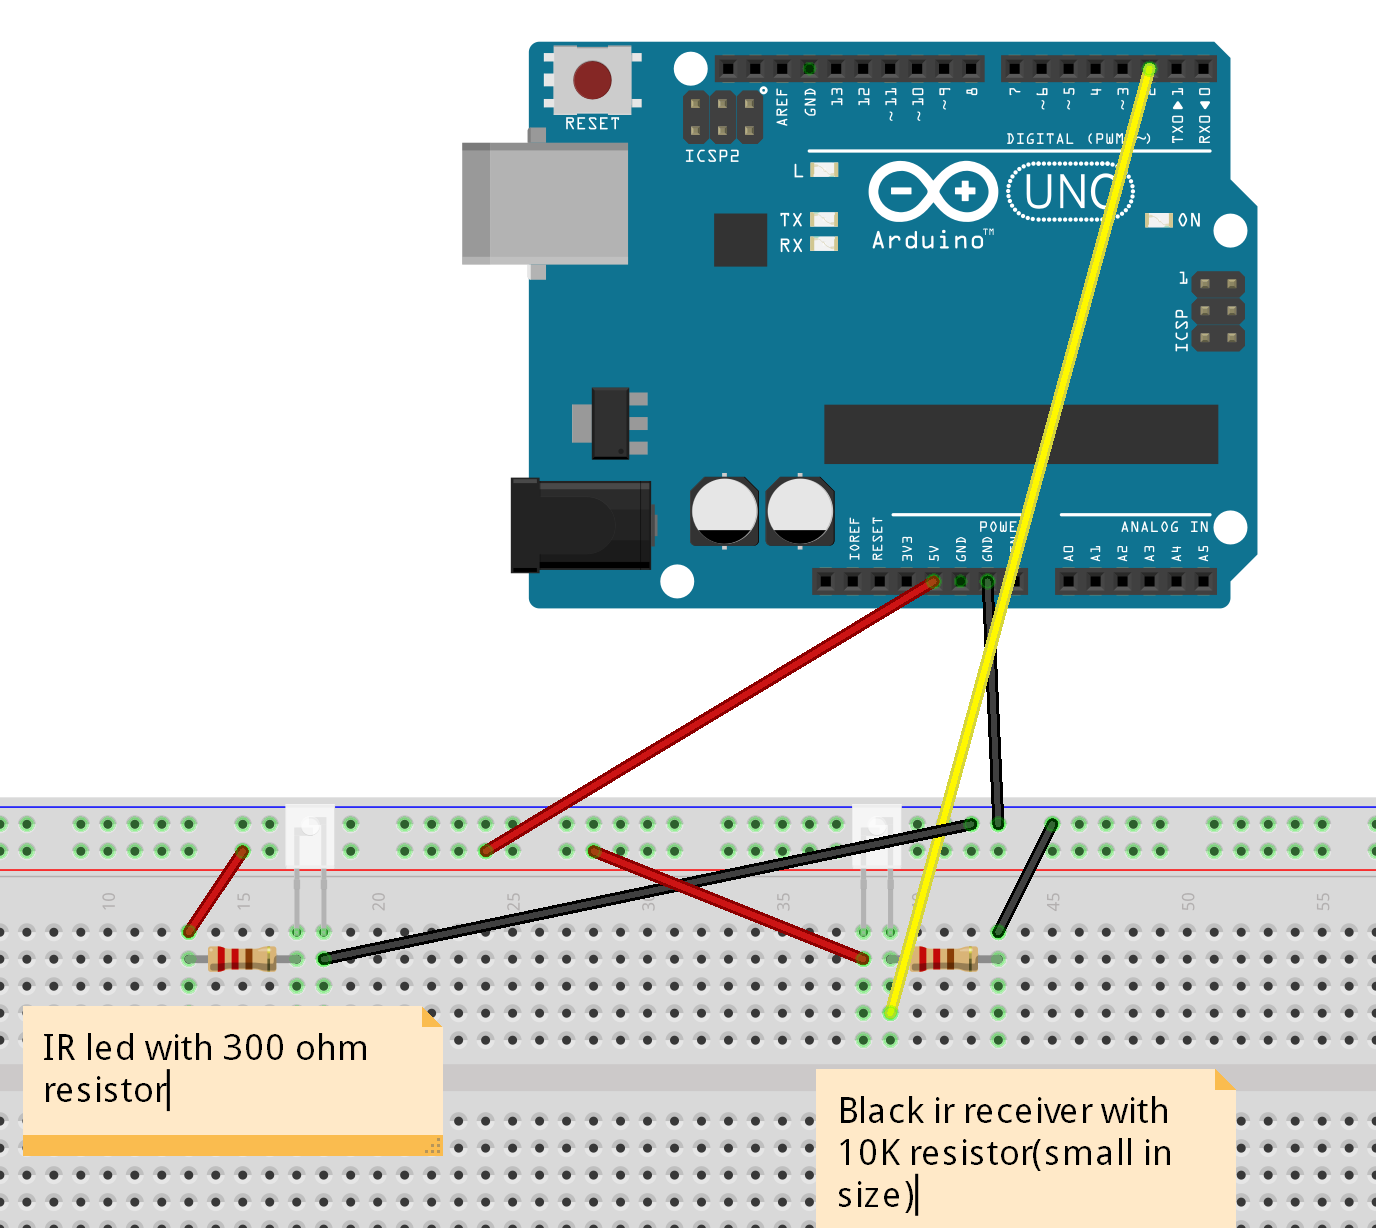 RESET
ICSP2
AREF
GND
13
12
~11
~10
~9
8
7
~6
~5
4
~3
2
TX0▶1
RX0◀0
DIGITAL (PWM ~)
L
TX
RX
UNO
Arduino™
ON
1
ICSP
IOREF
RESET
3V3
5V
GND
GND
POWER
ANALOG IN
A0
A1
A2
A3
A4
A5
10
15
20
25
30
35
45
50
55
IR led with 300 ohm
resistor
Black ir receiver with
10K resistor(small in
size)